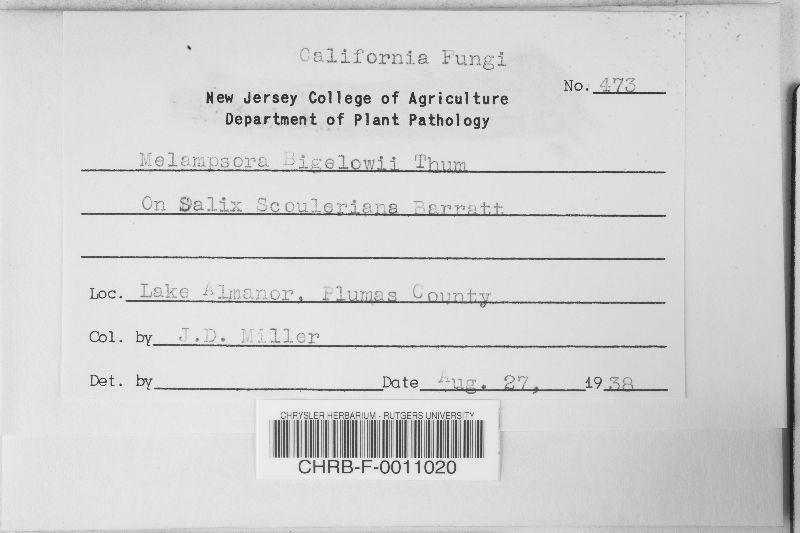 California Fungi
No. 473
New Jersey College of Agriculture
Department of Plant Pathology
Melampsora Bigelowii Thum
On Salix Scouleriana Barratt
Loc. Lake Almanor, Plumas County
Col. by J.D. Miller
Det. by Date Aug. 27, 1938
CHRYSLER HERBARIUM - RUTGERS UNIVERSITY
CHRB-F-0011020